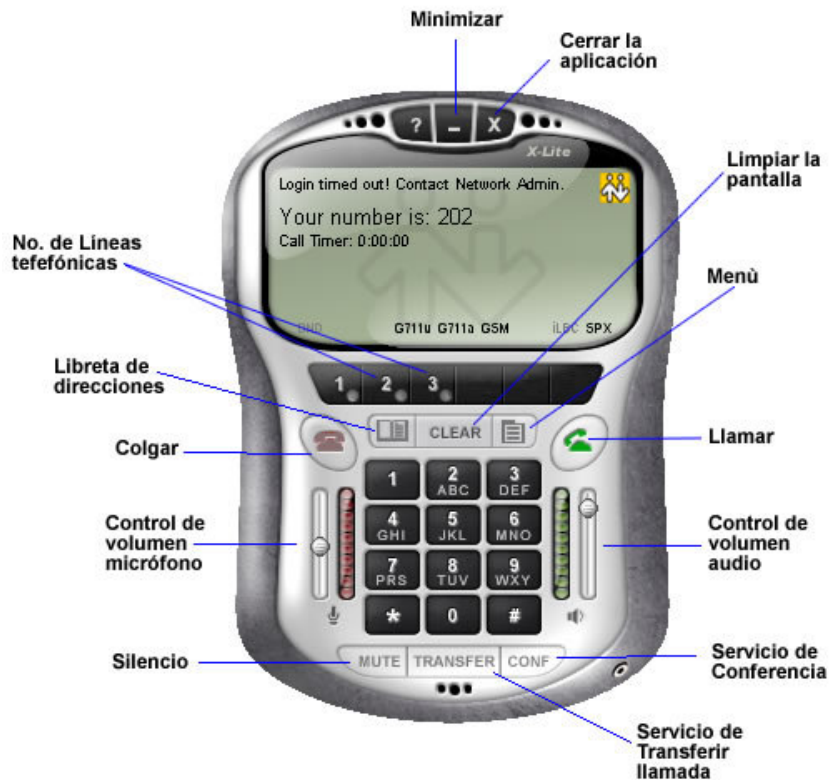 Minimizar
Cerrar la
aplicación
? - X
X-Lite
Limpiar la
pantalla
Login timed out! Contact Network Admin.
Your number is: 202
Call Timer: 0:00:00
No. de Líneas
tefefónicas
Menù
DND G711u G711a GSM iLBC SPX
Libreta de
direcciones
1 2 3
CLEAR
Colgar
Llamar
1 2 3
ABC DEF
Control de
volumen
micrófono
4 5 6
GHI JKL MNO
Control de
volumen
audio
7 8 9
PRS TUV WXY
* 0 #
Silencio
MUTE TRANSFER CONF
Servicio de
Conferencia
Servicio de
Transferir
llamada